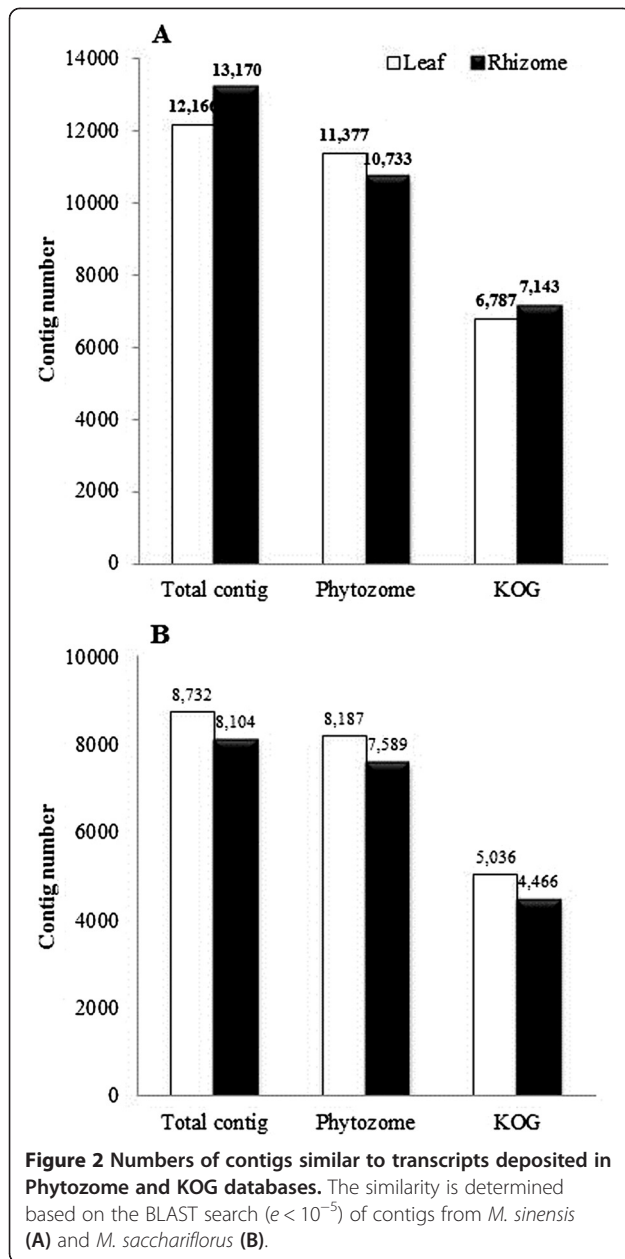 A
Leaf Rhizome
14000
12000
10000
8000
6000
4000
2000
0
Contig number
12,166
13,170
11,377
10,733
6,787
7,143
Total contig Phytozome KOG
B
10000
8000
6000
4000
2000
0
Contig number
8,732
8,104
8,187
7,589
5,036
4,466
Total contig Phytozome KOG
Figure 2 Numbers of contigs similar to transcripts deposited in
Phytozome and KOG databases. The similarity is determined
based on the BLAST search (e < 10⁻⁵) of contigs from M. sinensis
(A) and M. sacchariflorus (B).